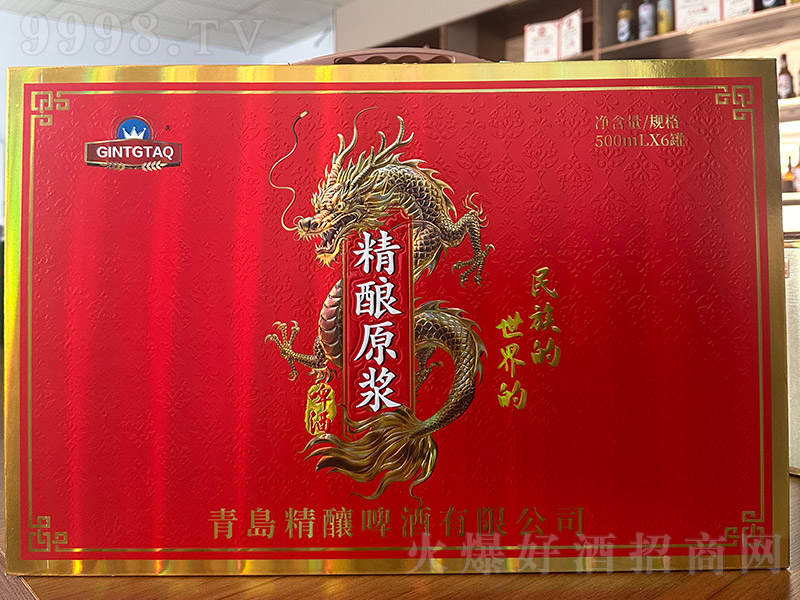 9998.TV
GINTGTAQ
®
净含量/规格
500mLX6罐
精酿原浆
啤酒
民族的
世界的
青島精釀啤酒有限公司
火爆好酒招商网